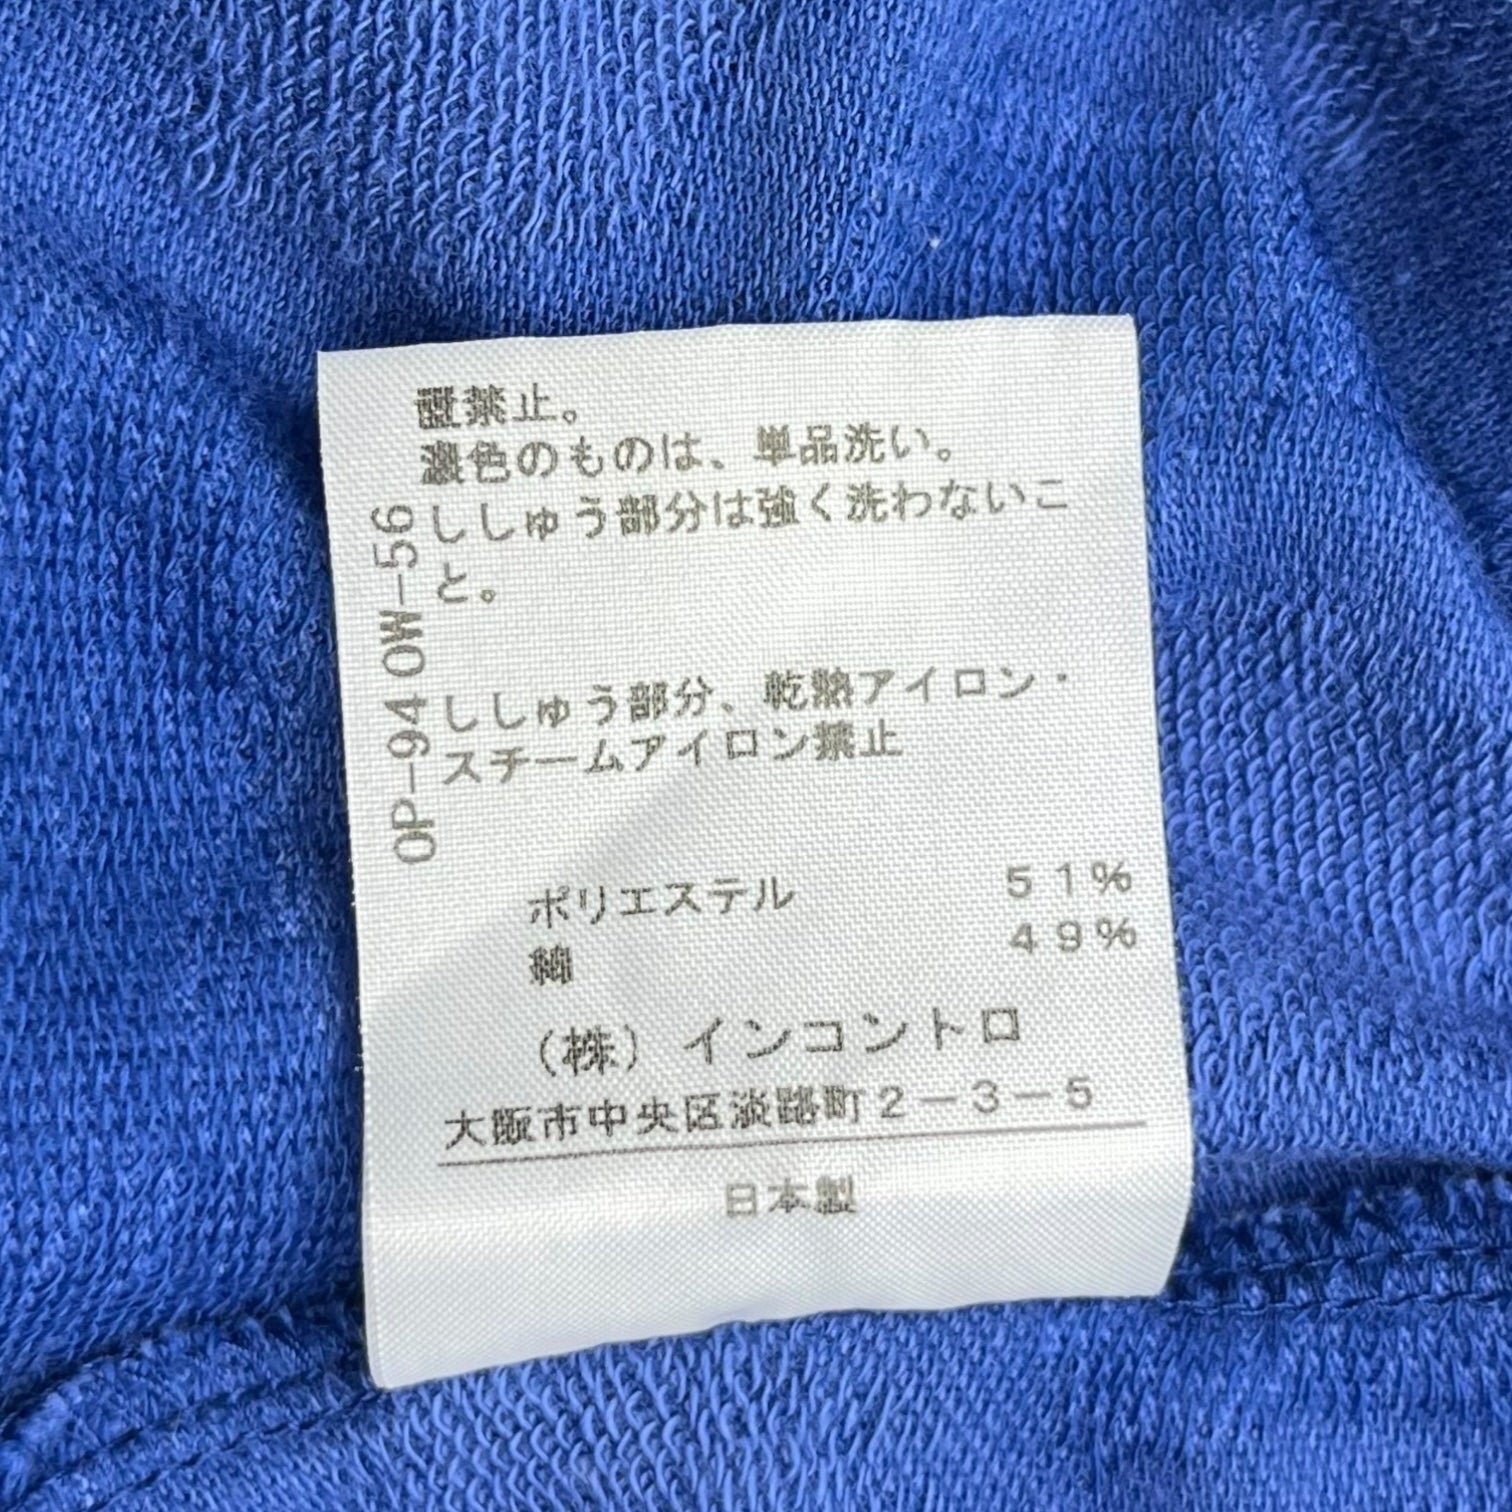 置禁止。
濃色のものは、単品洗い。
ししゅう部分は強く洗わないこ
と。
ししゅう部分、乾熱アイロン・
スチームアイロン禁止
OP-94 0W-56
ポリエステル 51%
綿 49%
(株) インコントロ
大阪市中央区淡路町2-3-5
日本製